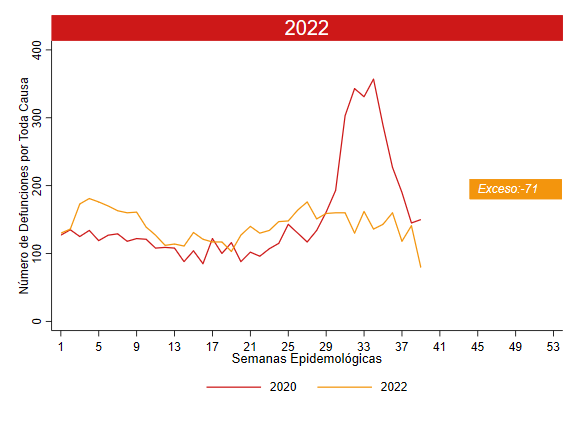 2022
Número de Defunciones por Toda Causa
400
300
200
100
0
Exceso:-71
1 5 9 13 17 21 25 29 33 37 41 45 49 53
Semanas Epidemológicas
2020 2022